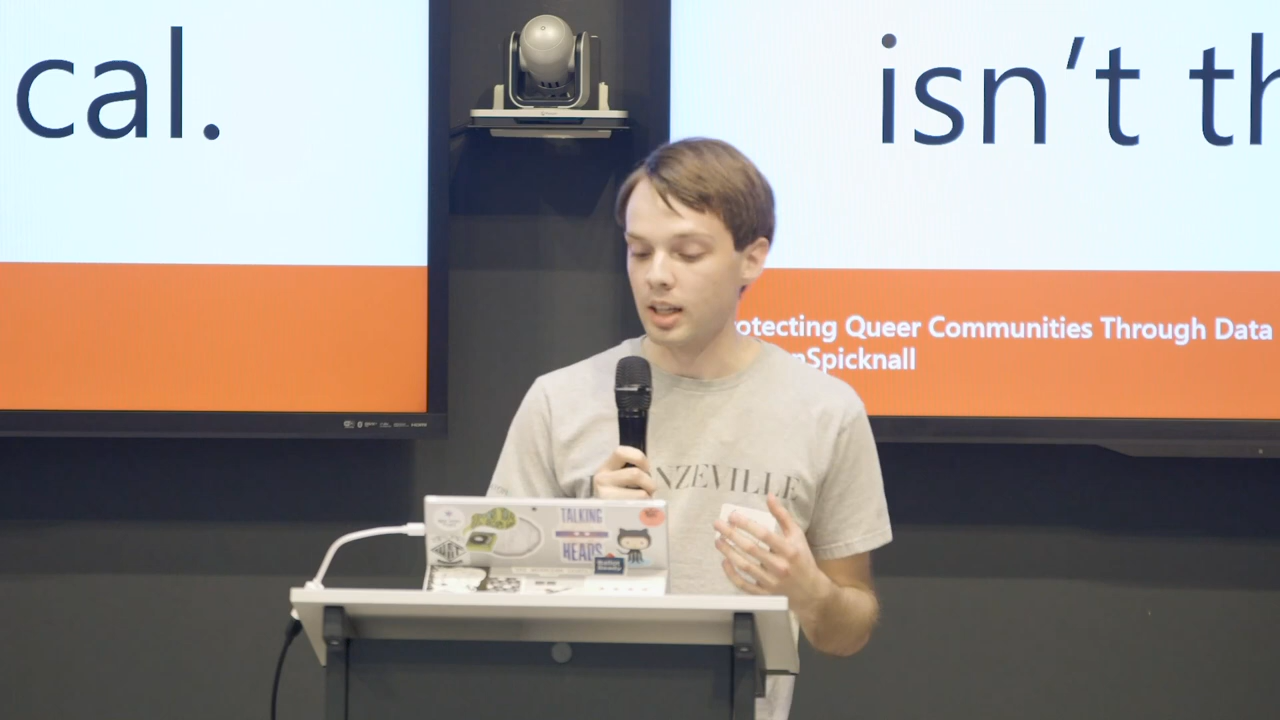 cal.
isn't th
otecting Queer Communities Through Data
nSpicknall
NZEVILLE
TALKING
HEADS